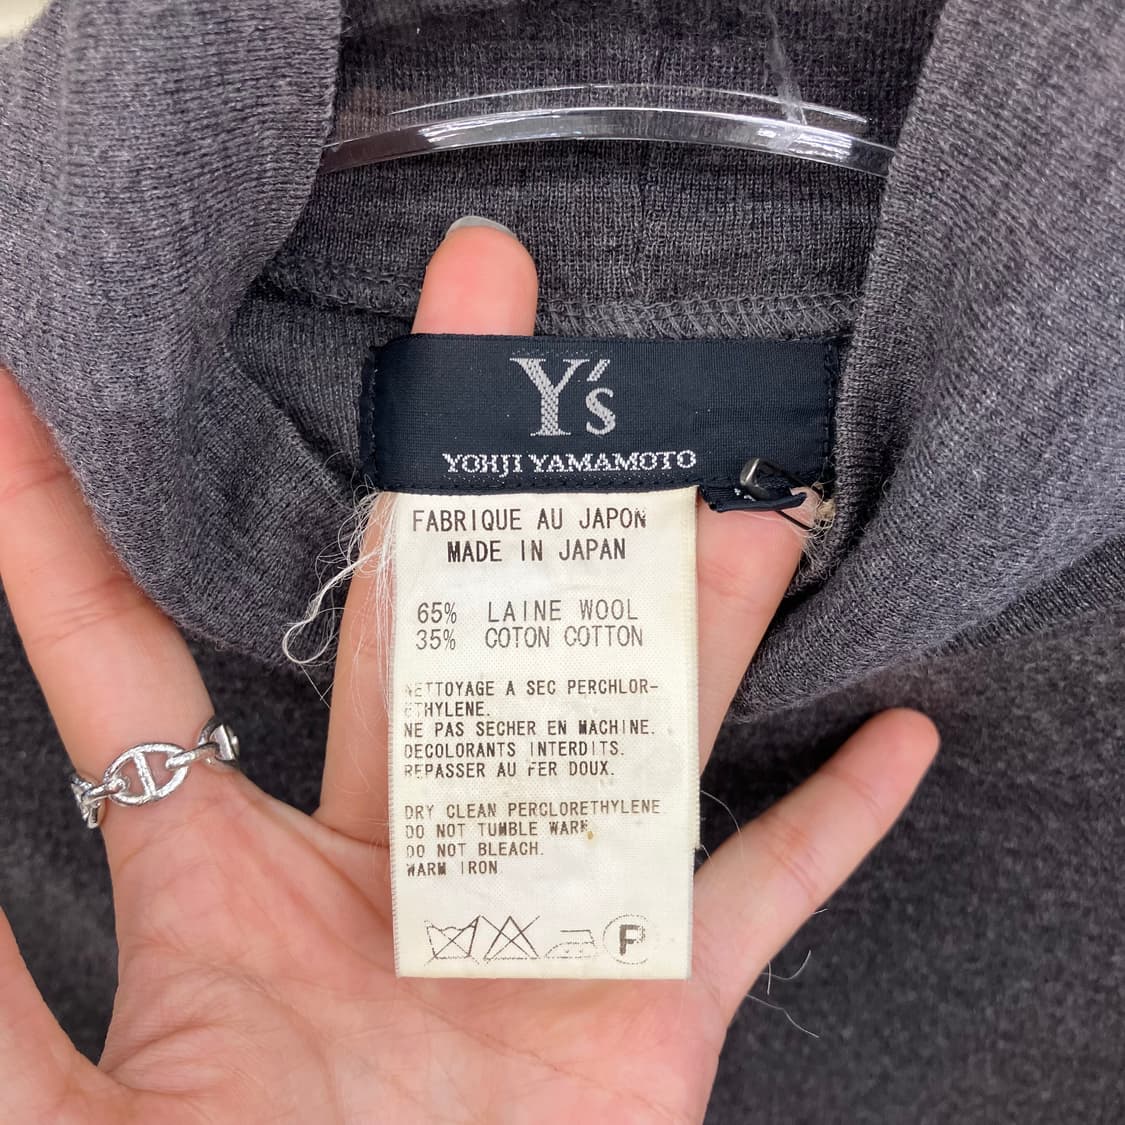 Y's
YOHJI YAMAMOTO
FABRIQUE AU JAPON
MADE IN JAPAN
65% LAINE WOOL
35% COTON COTTON
NETTOYAGE A SEC PERCHLOR-
ETHYLENE.
NE PAS SECHER EN MACHINE.
DECOLORANTS INTERDITS.
REPASSER AU FER DOUX.
DRY CLEAN PERCLORETHYLENE
DO NOT TUMBLE WARM
DO NOT BLEACH.
WARM IRON
P